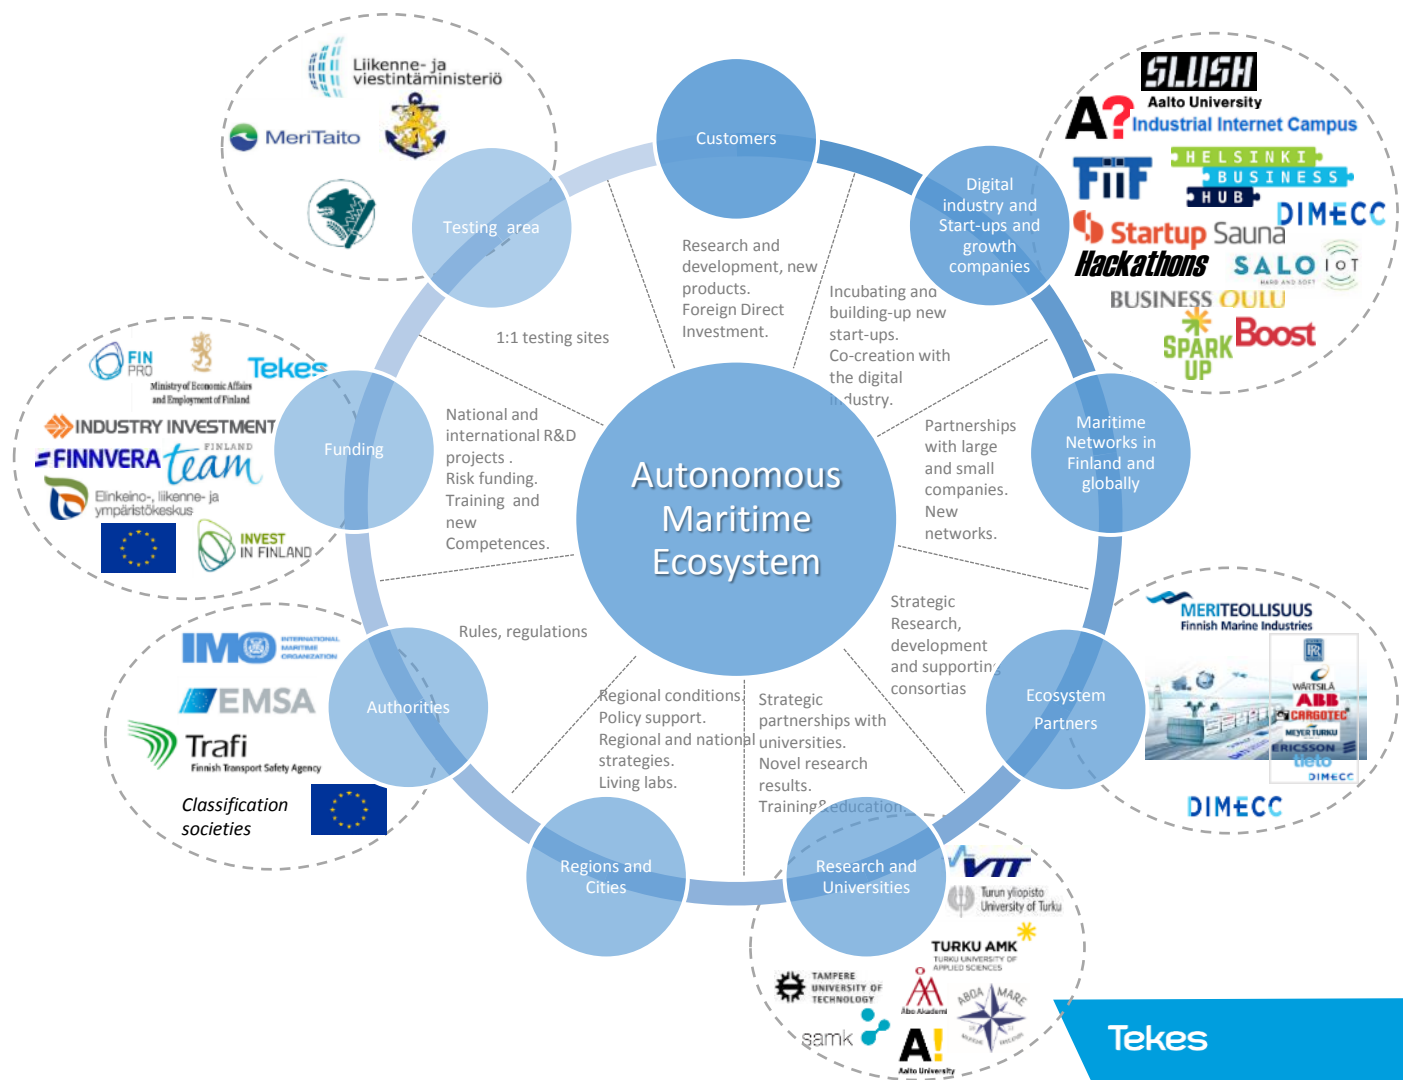 Liikenne- ja
viestintäministeriö
MeriTaito
Testing area
1:1 testing sites
Customers
Research and
development, new
products.
Foreign Direct
Investment.
Digital
industry and
Start-ups and
growth
companies
Incubating and
building-up new
start-ups.
Co-creation with
the digital
industry.
SLUSH
Aalto University
A?
Industrial Internet Campus
FiiF
HELSINKI
BUSINESS
HUB
DIMECC
Startup Sauna
Hackathons
SALO IoT
HARD AND SOFT
BUSINESS OULU
SPARK
UP
Boost
Maritime
Networks in
Finland and
globally
Partnerships
with large
and small
companies.
New
networks.
Autonomous
Maritime
Ecosystem
FIN
PRO
Tekes
Ministry of Economic Affairs
and Employment of Finland
INDUSTRY INVESTMENT
FINNVERA
FINLAND
team
Elinkeino-, liikenne- ja
ympäristökeskus
INVEST
IN FINLAND
Funding
National and
international R&D
projects .
Risk funding.
Training and
new
Competences.
IMO
INTERNATIONAL
MARITIME
ORGANIZATION
EMSA
Trafi
Finnish Transport Safety Agency
Classification
societies
Authorities
Rules, regulations
Strategic
Research,
development
and supporting
consortias
Ecosystem
Partners
MERITEOLLISUUS
Finnish Marine Industries
RR
WÄRTSILÄ
ABB
CARGOTEC
MEYER TURKU
ERICSSON
tieto
DIMECC
DIMECC
Regional conditions.
Policy support.
Regional and national
strategies.
Living labs.
Regions and
Cities
Strategic
partnerships with
universities.
Novel research
results.
Training&education.
Research and
Universities
VTT
Turun yliopisto
University of Turku
TURKU AMK
TURKU UNIVERSITY OF
APPLIED SCIENCES
TAMPERE
UNIVERSITY OF
TECHNOLOGY
Åbo Akademi
ABOA MARE
samk
A!
Aalto University
Tekes